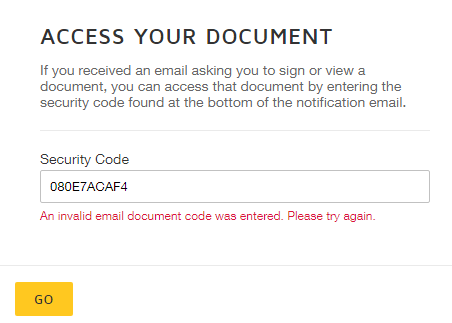 ACCESS YOUR DOCUMENT
If you received an email asking you to sign or view a
document, you can access that document by entering the
security code found at the bottom of the notification email.
Security Code
080E7ACAF4
An invalid email document code was entered. Please try again.
GO